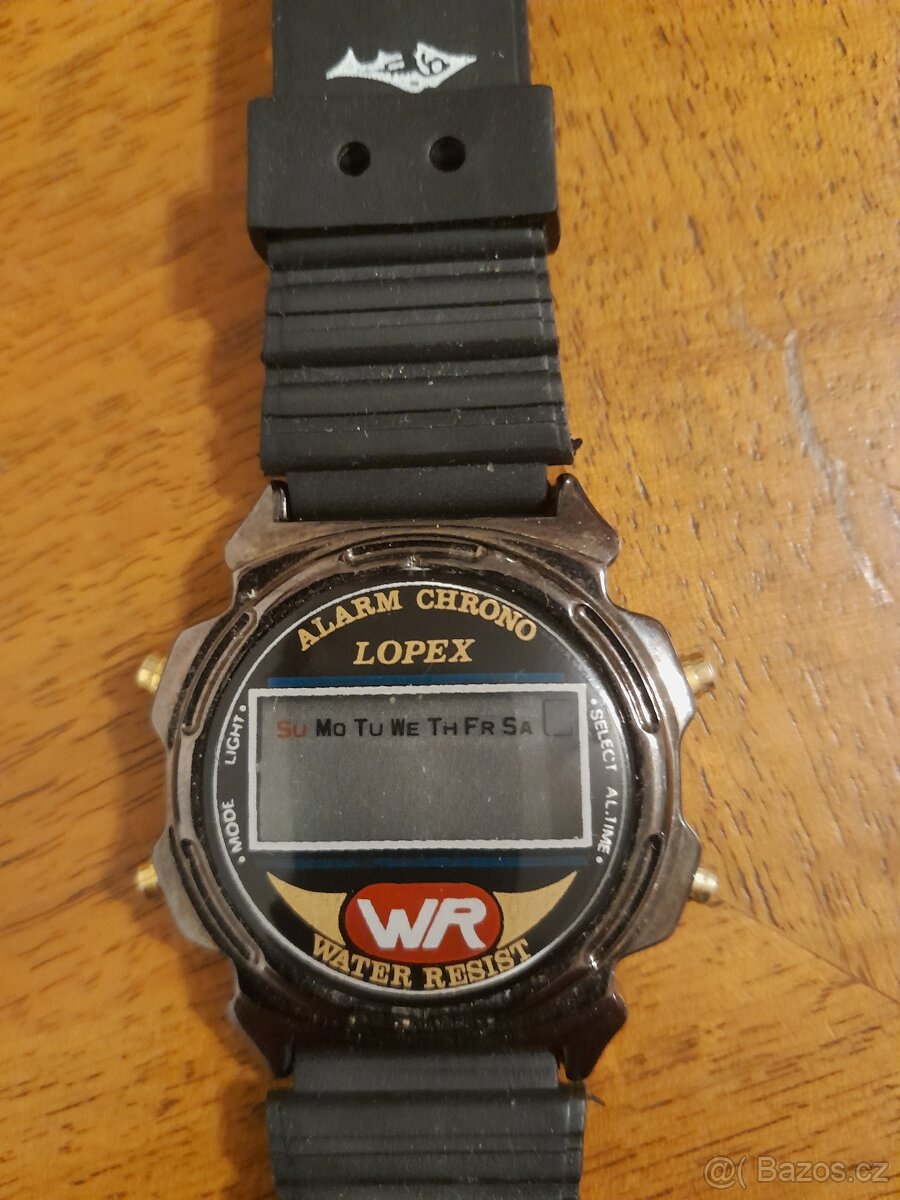 ALARM CHRONO
LOPEX
SU MO TU WE TH FR SA
LIGHT
SELECT
MODE
AL.TIME
WR
WATER RESIST
@( Bazos.cz